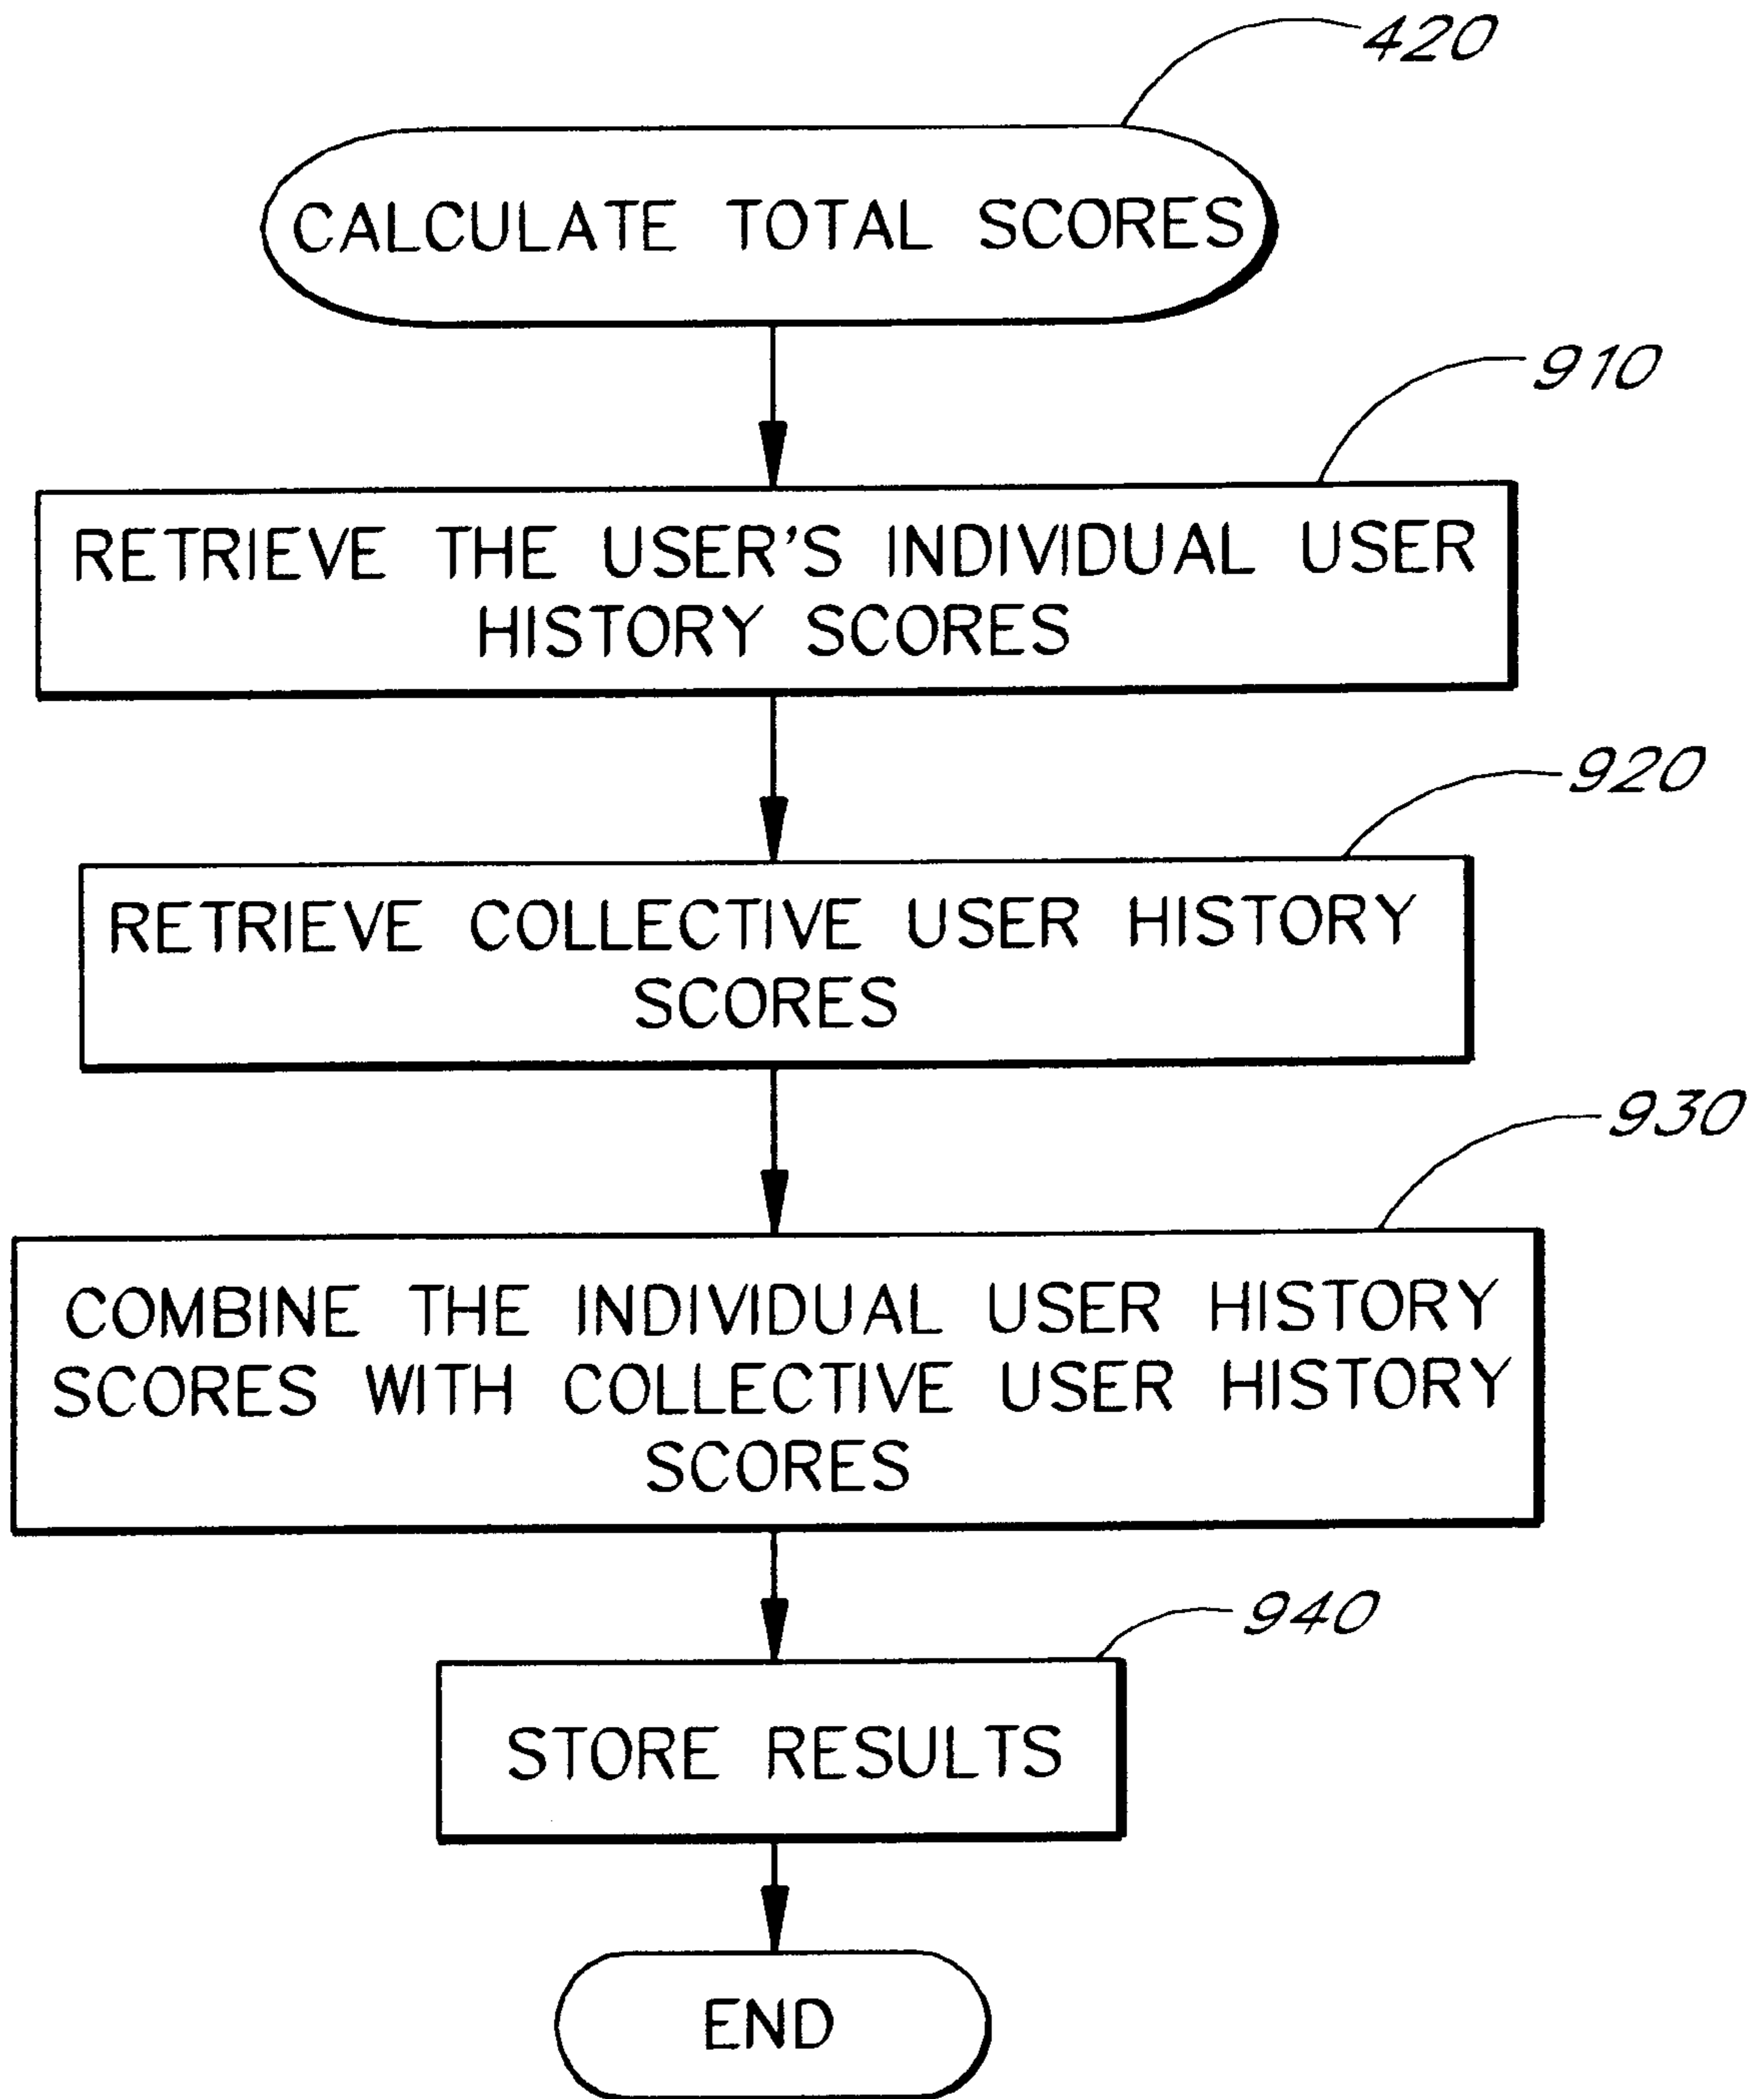 420
CALCULATE TOTAL SCORES
910
RETRIEVE THE USER'S INDIVIDUAL USER
HISTORY SCORES
920
RETRIEVE COLLECTIVE USER HISTORY
SCORES
930
COMBINE THE INDIVIDUAL USER HISTORY
SCORES WITH COLLECTIVE USER HISTORY
SCORES
940
STORE RESULTS
END